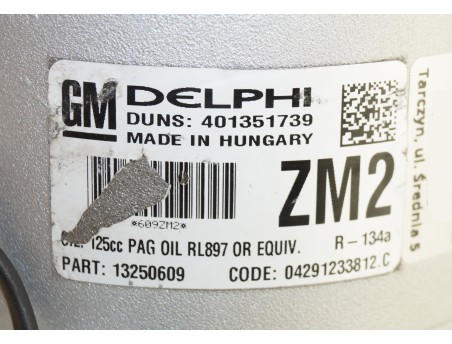 GM DELPHI
DUNS: 401351739
MADE IN HUNGARY
*609ZM2*
ZM2
125cc PAG OIL RL897 OR EQUIV. R-134a
PART: 13250609 CODE: 04291233812.C
Tarczyn, ul. Średnia 5